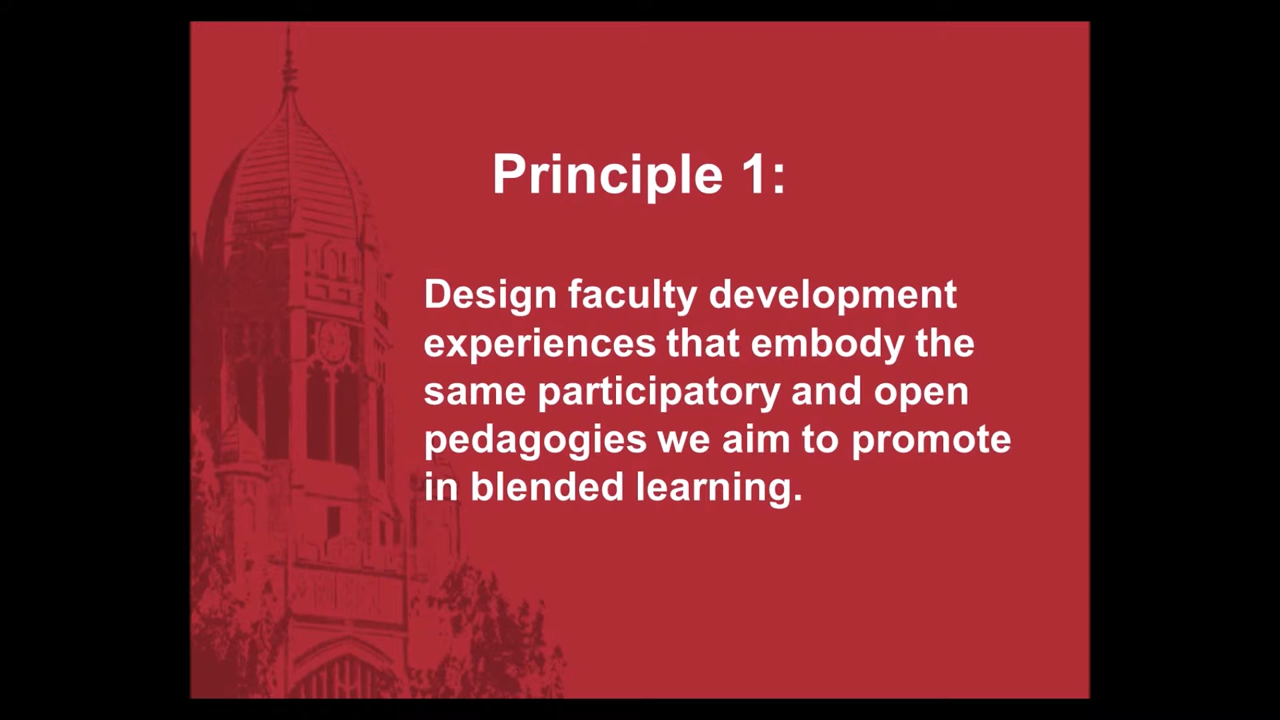 Principle 1:
Design faculty development
experiences that embody the
same participatory and open
pedagogies we aim to promote
in blended learning.